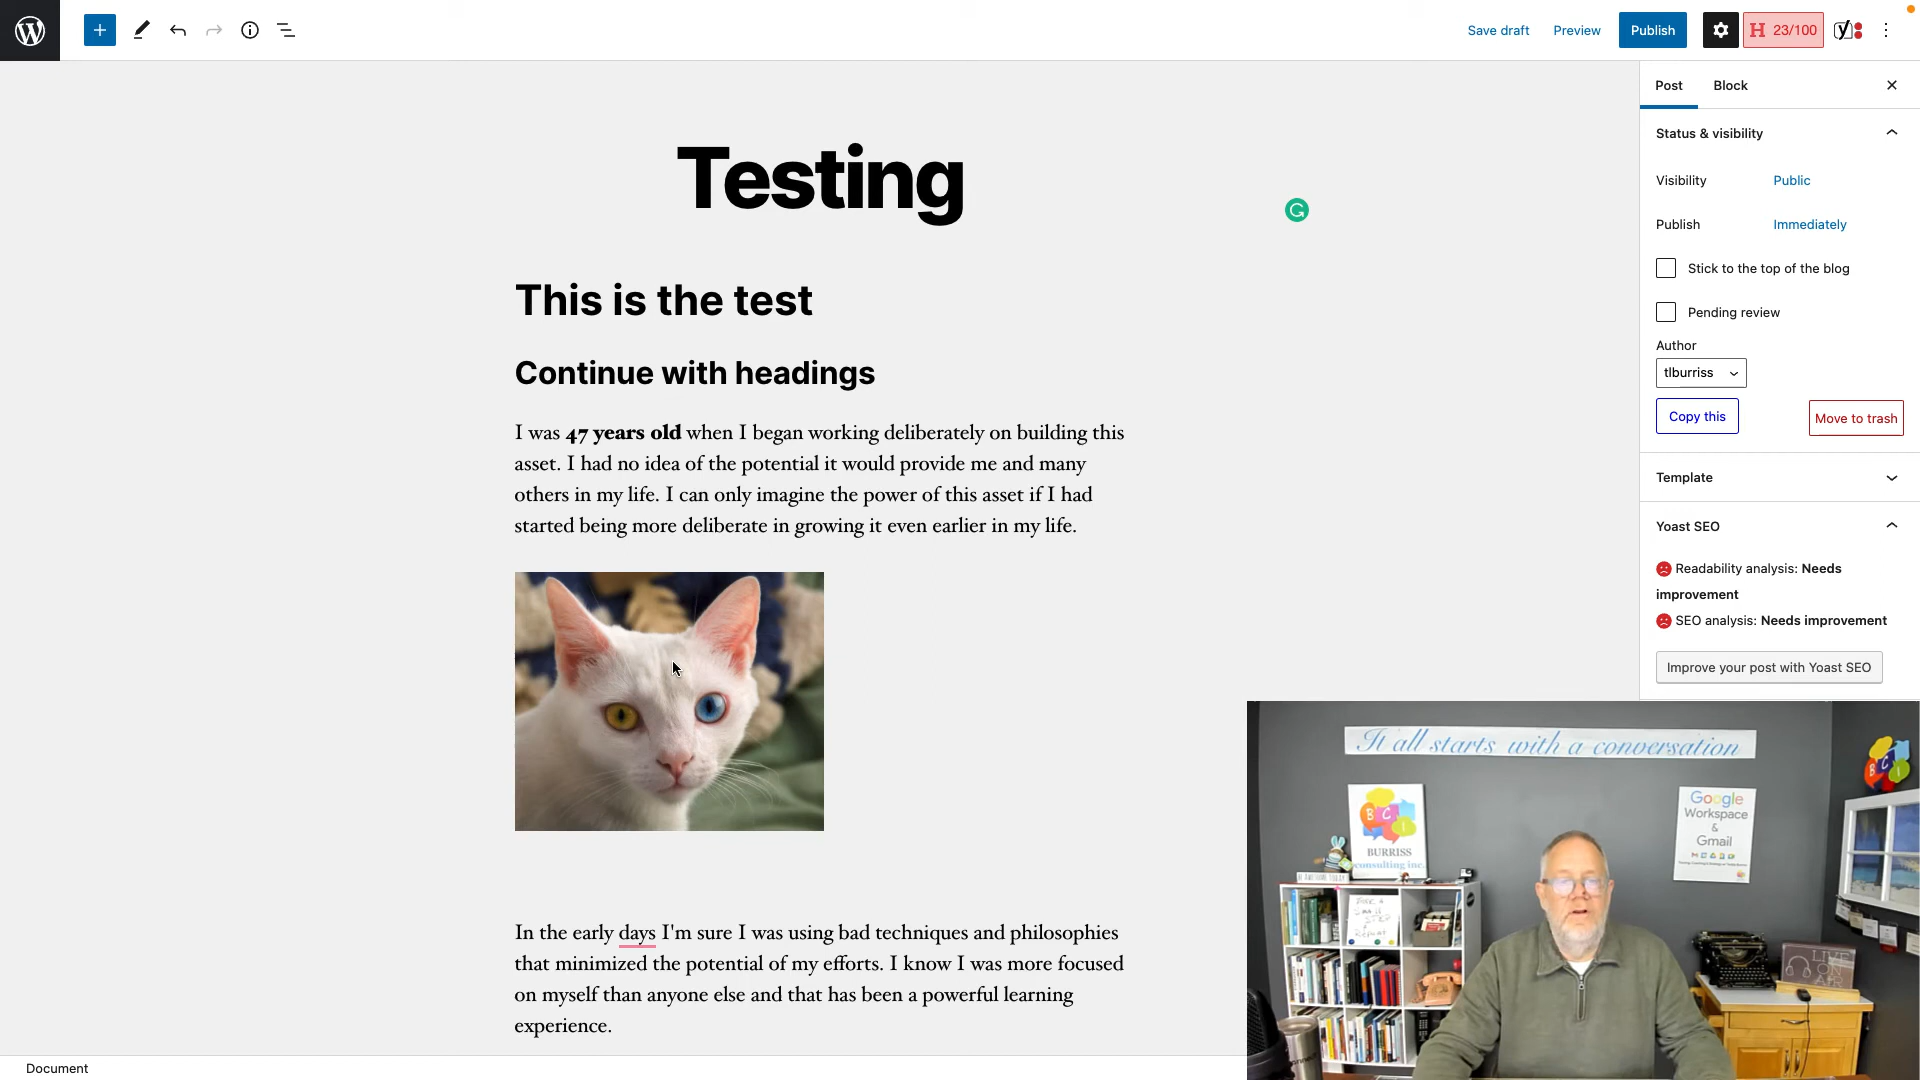 Save draft
Preview
Publish
H 23/100
Post
Block
Status & visibility
Visibility
Public
Publish
Immediately
Stick to the top of the blog
Pending review
Author
tlburriss
Copy this
Move to trash
Template
Yoast SEO
Readability analysis: Needs
improvement
SEO analysis: Needs improvement
Improve your post with Yoast SEO
Testing
This is the test
Continue with headings
I was 47 years old when I began working deliberately on building this
asset. I had no idea of the potential it would provide me and many
others in my life. I can only imagine the power of this asset if I had
started being more deliberate in growing it even earlier in my life.
In the early days I'm sure I was using bad techniques and philosophies
that minimized the potential of my efforts. I know I was more focused
on myself than anyone else and that has been a powerful learning
experience.
Document
It all starts with a conversation
BCI
BURRISS
consulting inc.
Google
Workspace
&
Gmail
BCI
LIVE
ON
AIR